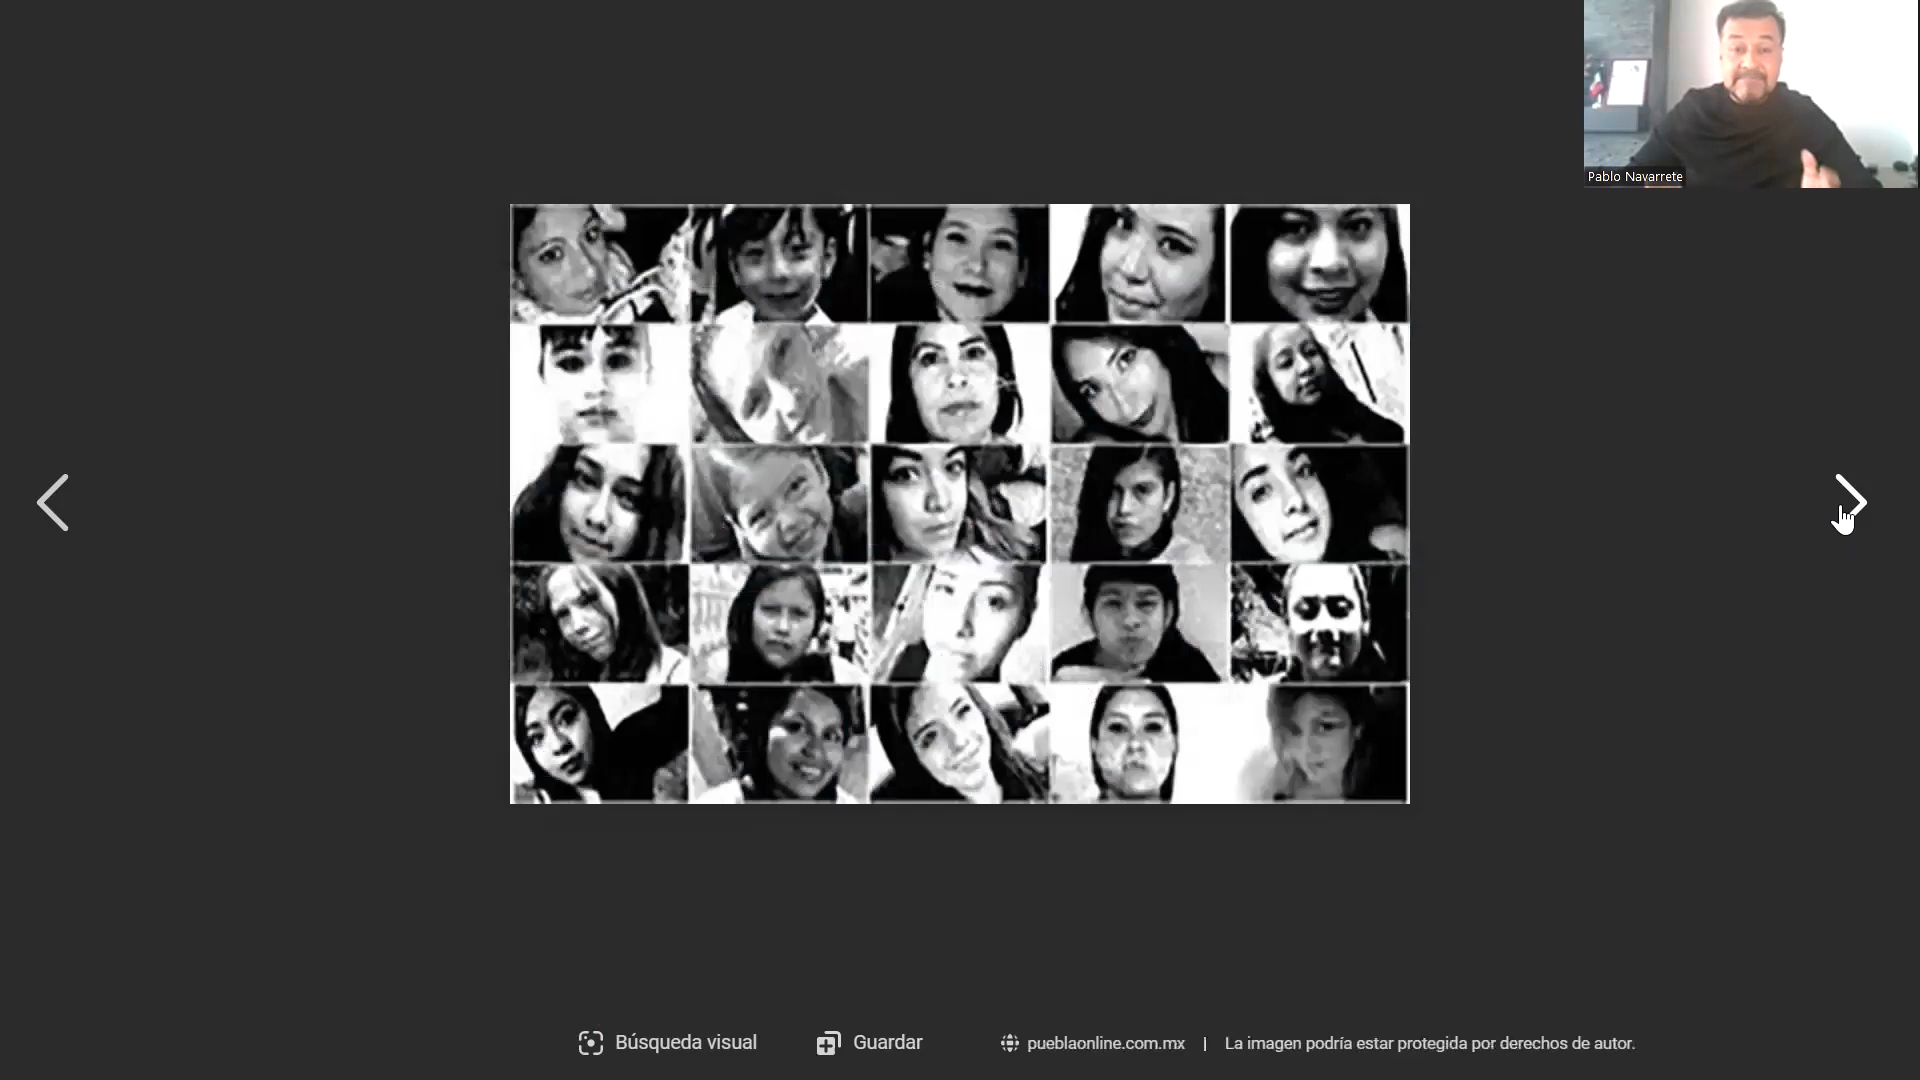 Pablo Navarrete
Búsqueda visual
Guardar
pueblaonline.com.mx | La imagen podría estar protegida por derechos de autor.